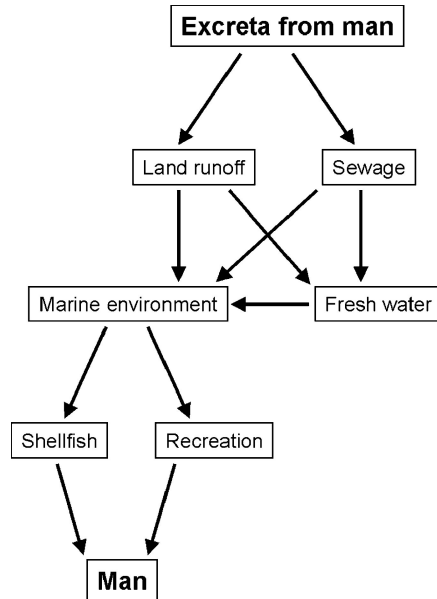 Excreta from man
Land runoff
Sewage
Marine environment
Fresh water
Shellfish
Recreation
Man